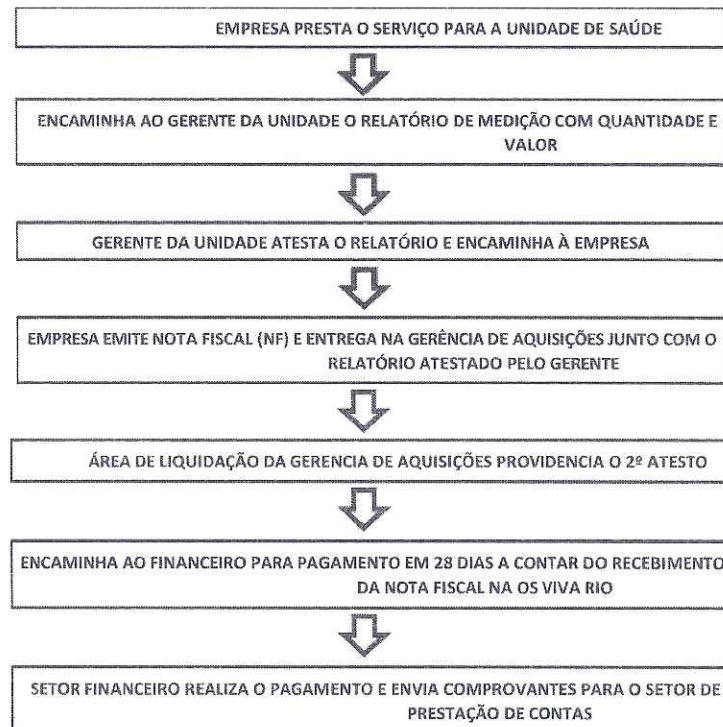 EMPRESA PRESTA O SERVIÇO PARA A UNIDADE DE SAÚDE
ENCAMINHA AO GERENTE DA UNIDADE O RELATÓRIO DE MEDIÇÃO COM QUANTIDADE E
VALOR
GERENTE DA UNIDADE ATESTA O RELATÓRIO E ENCAMINHA À EMPRESA
EMPRESA EMITE NOTA FISCAL (NF) E ENTREGA NA GERÊNCIA DE AQUISIÇÕES JUNTO COM O
RELATÓRIO ATESTADO PELO GERENTE
ÁREA DE LIQUIDAÇÃO DA GERENCIA DE AQUISIÇÕES PROVIDENCIA O 2º ATESTO
ENCAMINHA AO FINANCEIRO PARA PAGAMENTO EM 28 DIAS A CONTAR DO RECEBIMENTO
DA NOTA FISCAL NA OS VIVA RIO
SETOR FINANCEIRO REALIZA O PAGAMENTO E ENVIA COMPROVANTES PARA O SETOR DE
PRESTAÇÃO DE CONTAS